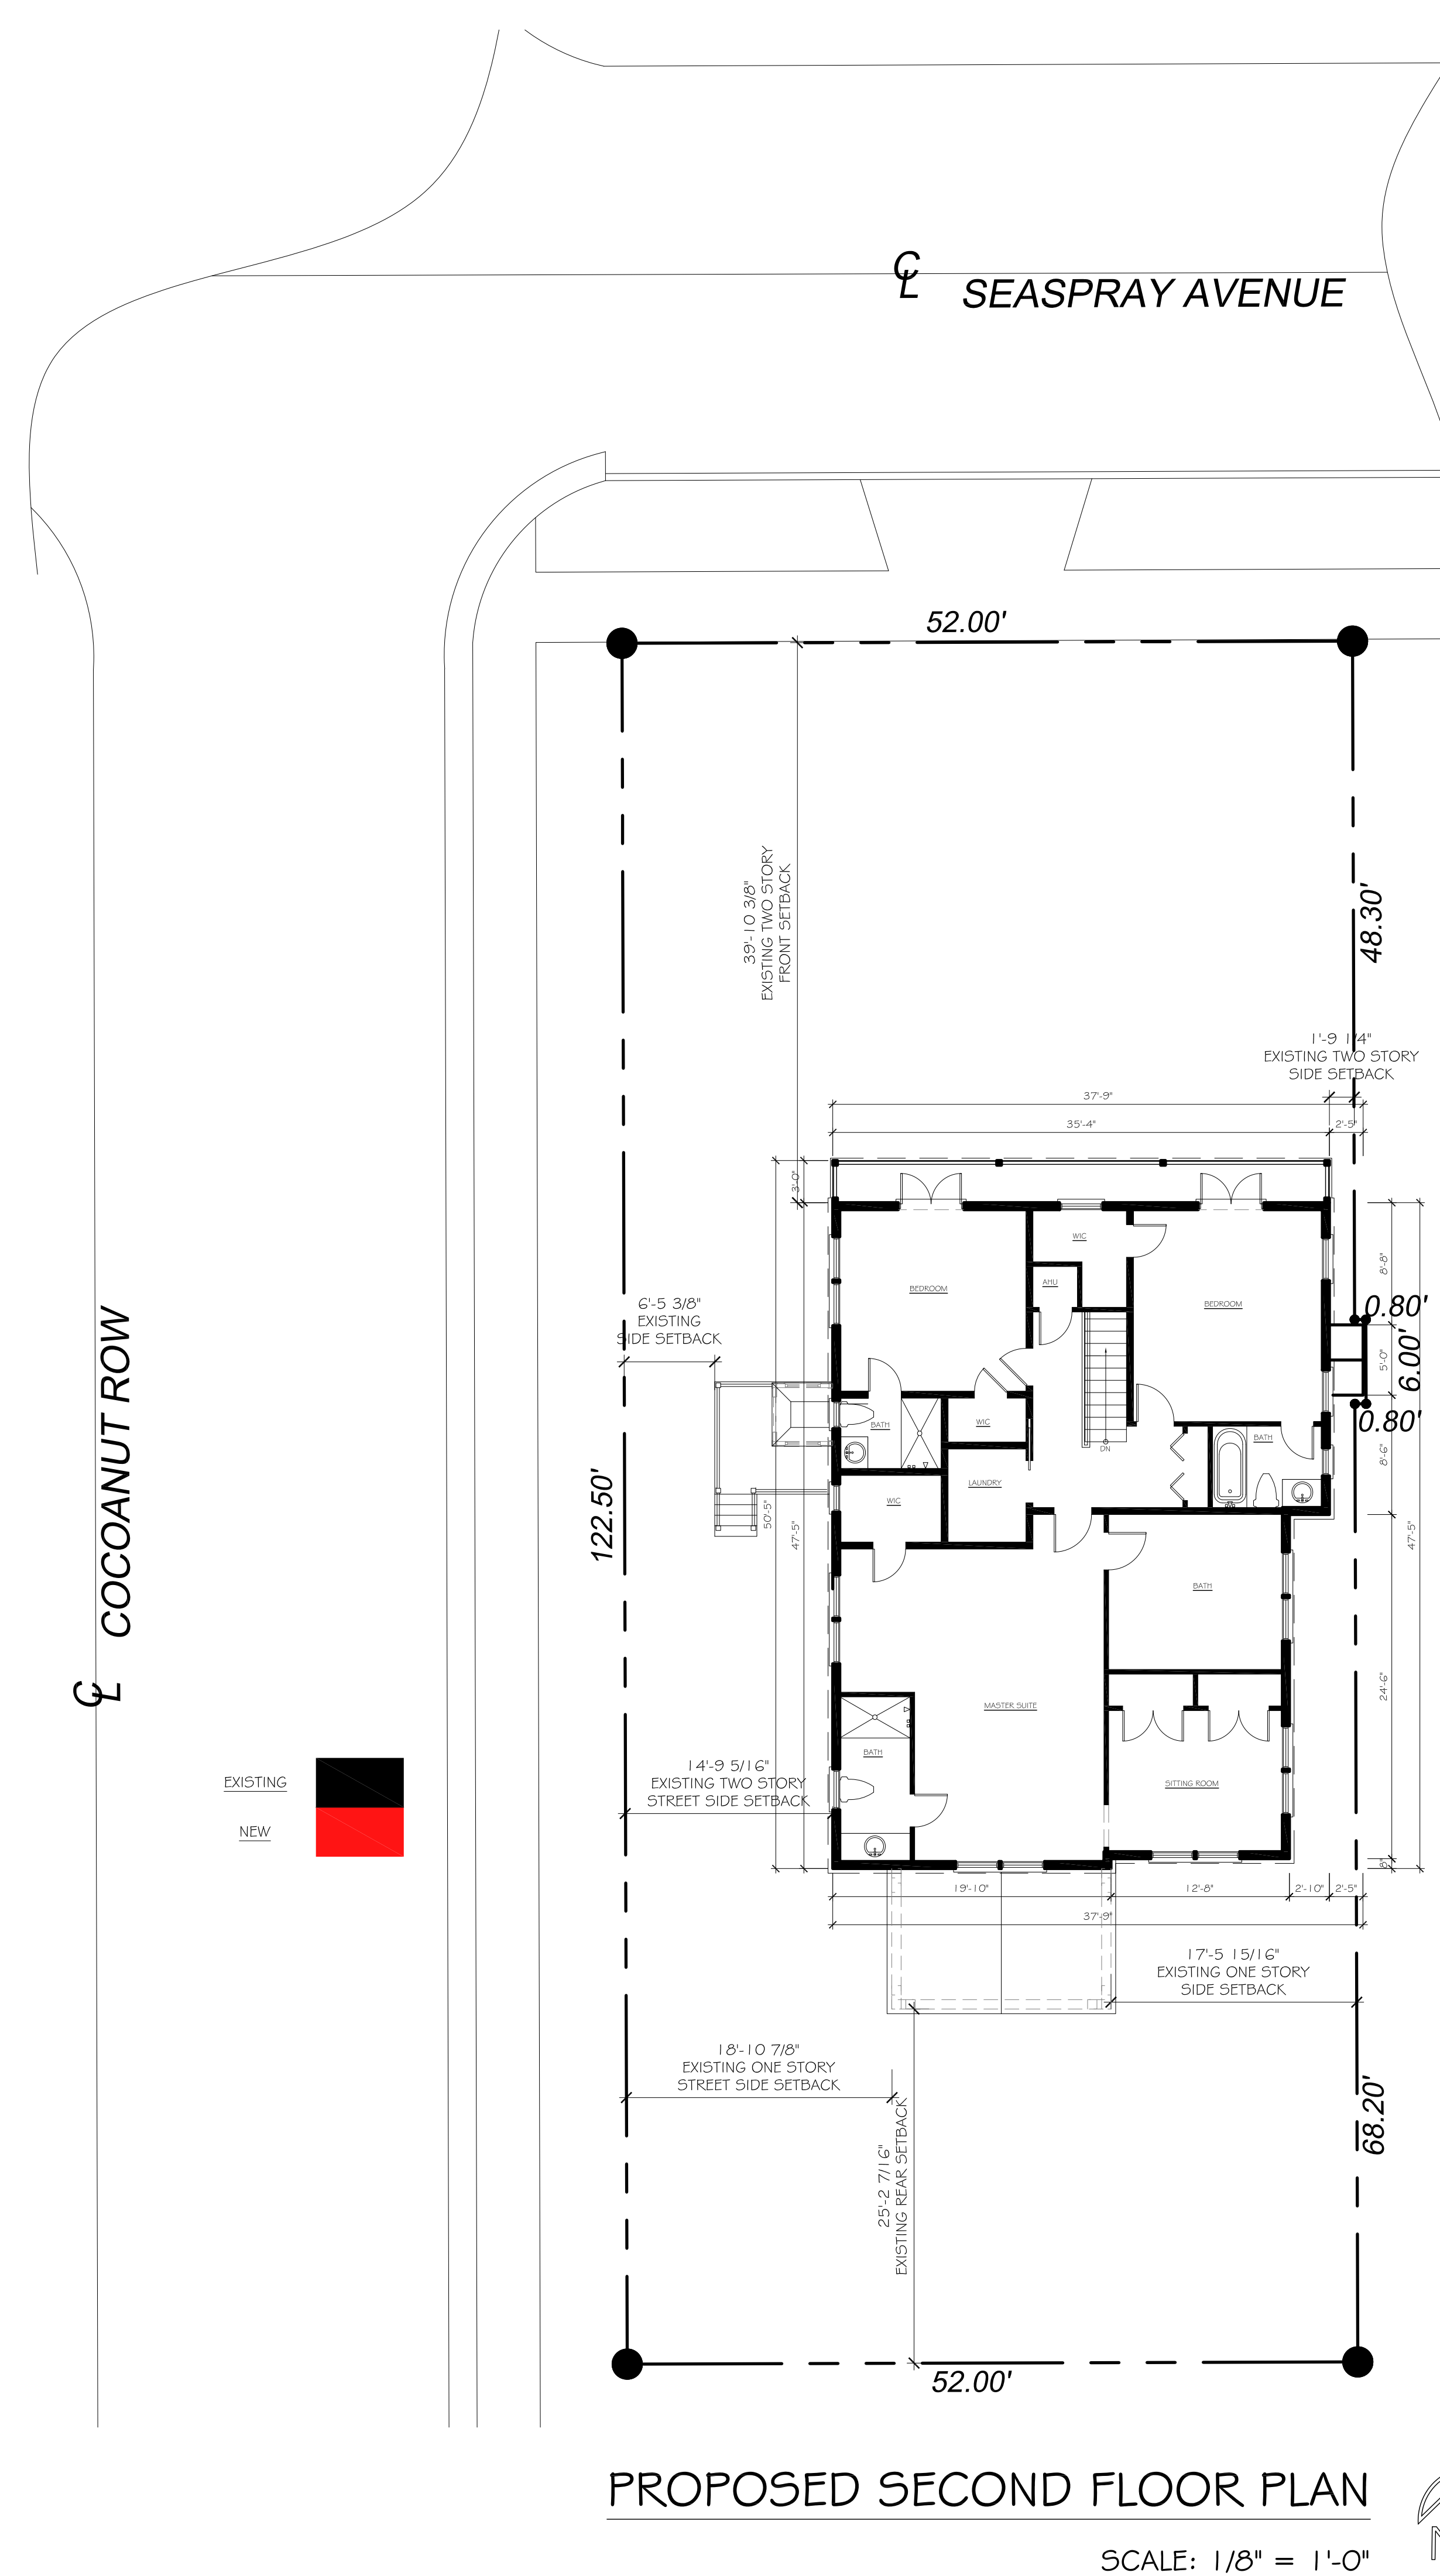 ℄ SEASPRAY AVENUE
52.00'
48.30'
39'-10 3/8"
EXISTING TWO STORY
FRONT SETBACK
1'-9 1/4"
EXISTING TWO STORY
SIDE SETBACK
37'-9"
35'-4"
2'-5"
3'-0"
WIC
AHU
BEDROOM
BEDROOM
8'-8"
0.80'
6.00'
5'-0"
0.80'
8'-6"
6'-5 3/8"
EXISTING
SIDE SETBACK
BATH
WIC
DN
BATH
LAUNDRY
WIC
50'-5"
47'-5"
47'-5"
122.50'
℄ COCOANUT ROW
BATH
MASTER SUITE
24'-6"
BATH
SITTING ROOM
14'-9 5/16"
EXISTING TWO STORY
STREET SIDE SETBACK
EXISTING
NEW
8"
19'-10"
12'-8"
2'-10"
2'-5"
37'-9"
17'-5 15/16"
EXISTING ONE STORY
SIDE SETBACK
18'-10 7/8"
EXISTING ONE STORY
STREET SIDE SETBACK
25'-2 7/16"
EXISTING REAR SETBACK
68.20'
52.00'
PROPOSED SECOND FLOOR PLAN
SCALE: 1/8" = 1'-0"